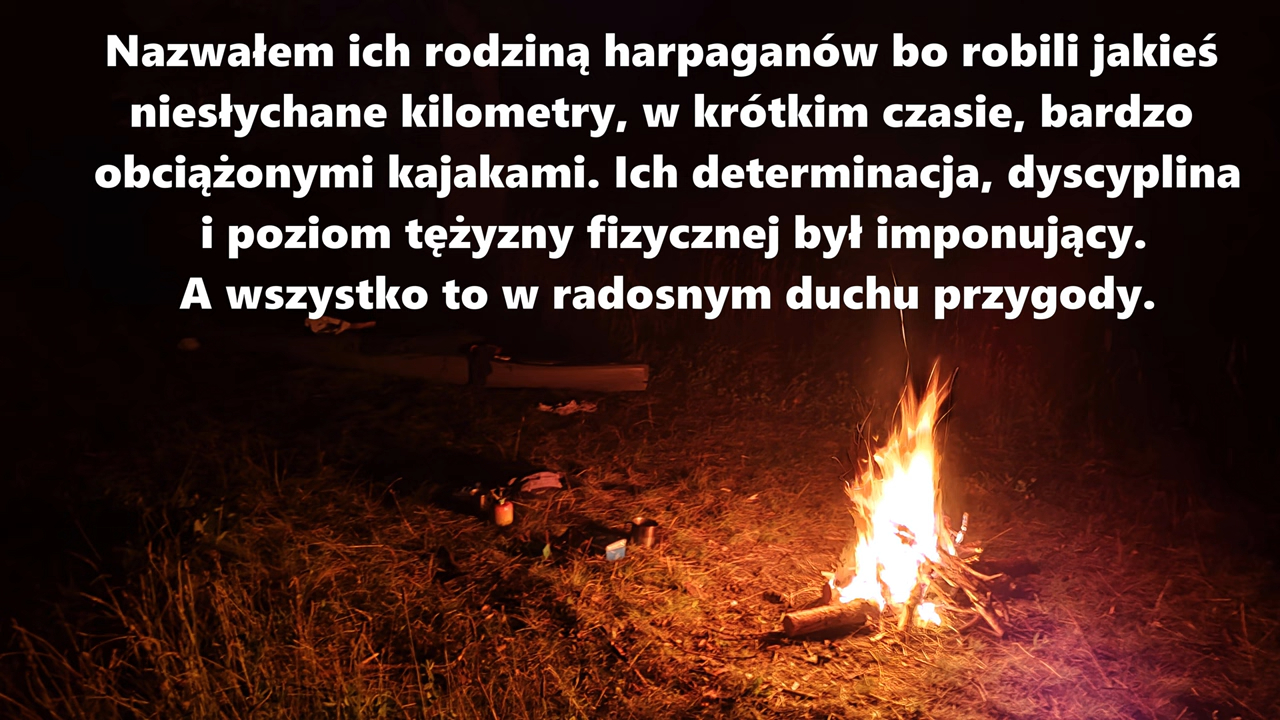 Nazwałem ich rodziną harpaganów bo robili jakieś
niesłychane kilometry, w krótkim czasie, bardzo
obciążonymi kajakami. Ich determinacja, dyscyplina
i poziom tężyzny fizycznej był imponujący.
A wszystko to w radosnym duchu przygody.